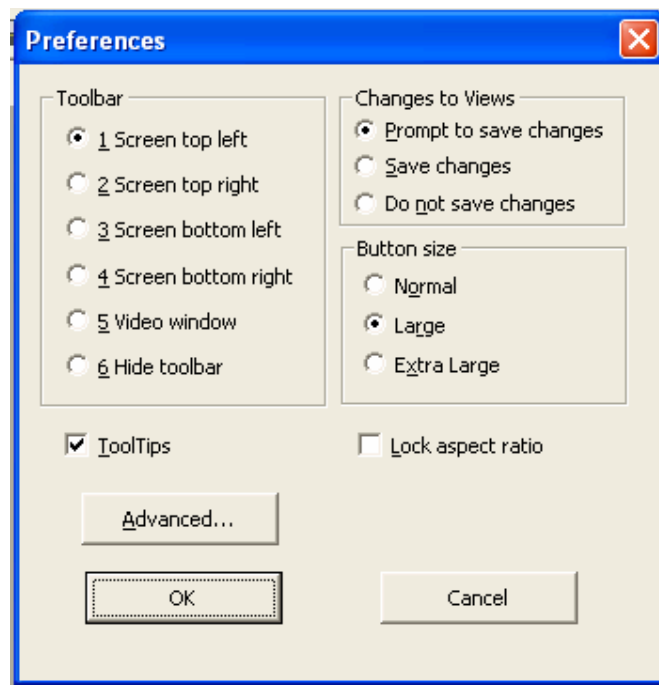 Preferences
Toolbar
1 Screen top left
2 Screen top right
3 Screen bottom left
4 Screen bottom right
5 Video window
6 Hide toolbar
Changes to Views
Prompt to save changes
Save changes
Do not save changes
Button size
Normal
Large
Extra Large
ToolTips
Lock aspect ratio
Advanced...
OK
Cancel